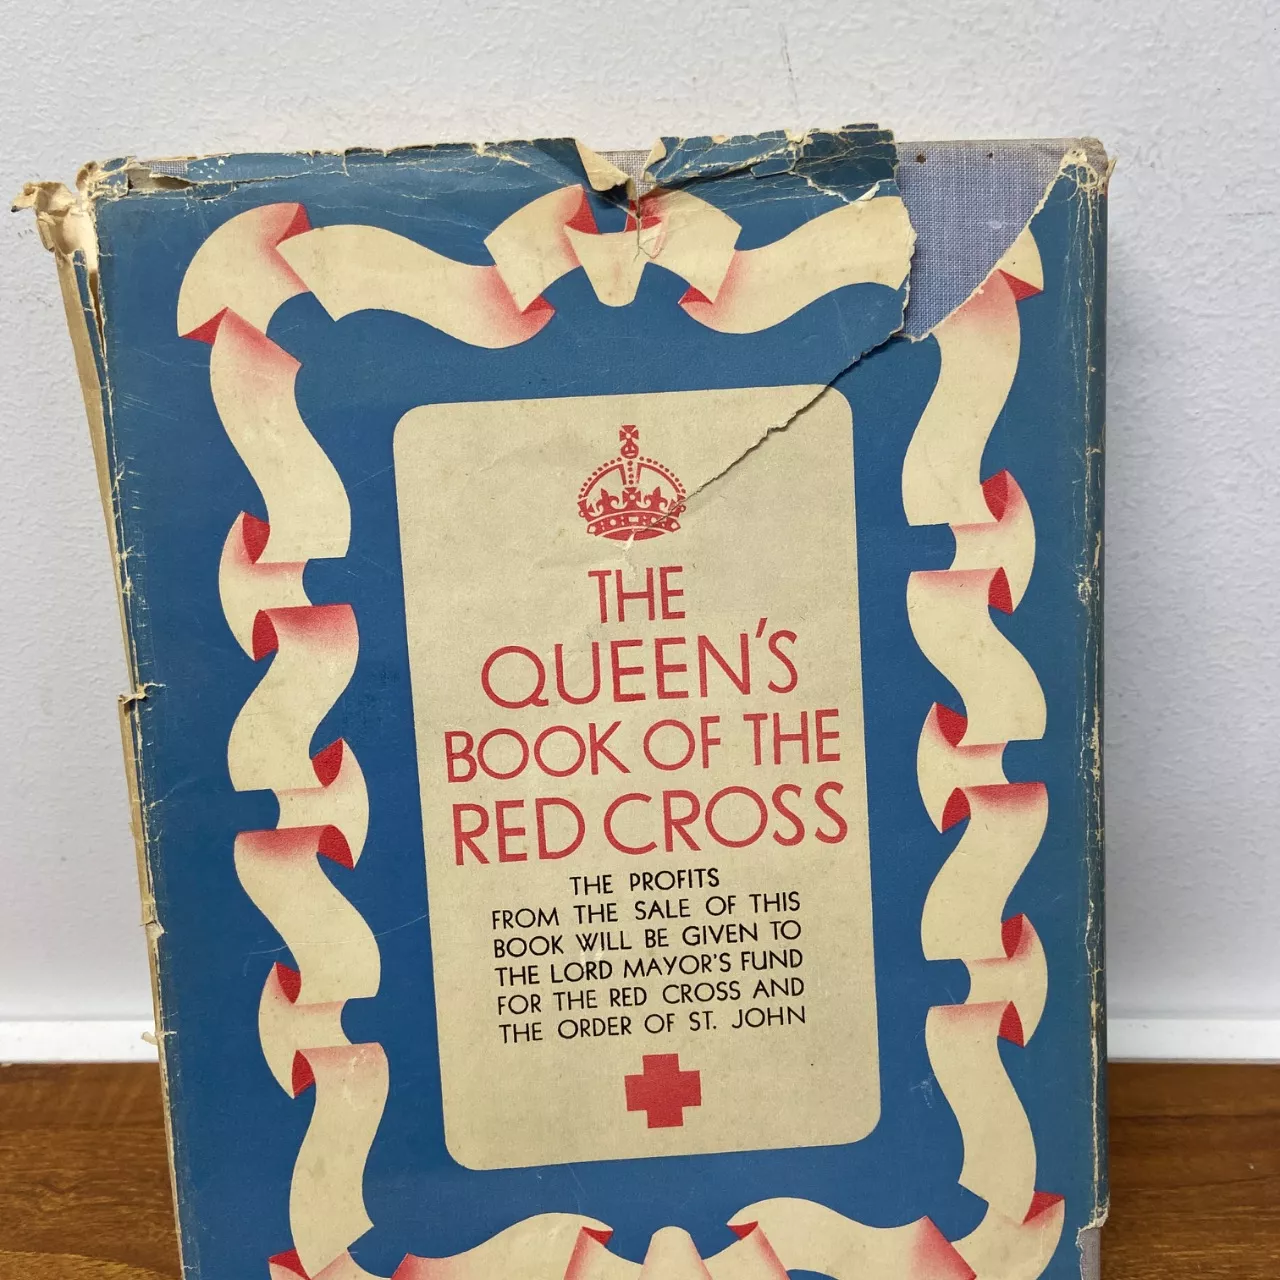 THE
QUEEN'S
BOOK OF THE
RED CROSS
THE PROFITS
FROM THE SALE OF THIS
BOOK WILL BE GIVEN TO
THE LORD MAYOR'S FUND
FOR THE RED CROSS AND
THE ORDER OF ST. JOHN